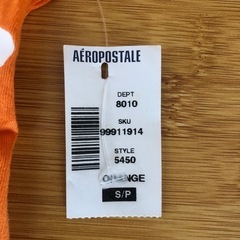 AÉROPOSTALE
DEPT
8010
SKU
99911914
STYLE
5450
ORANGE
S/P